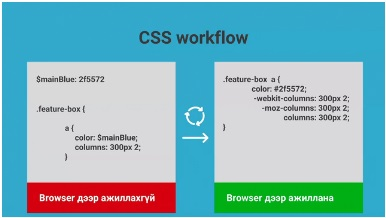 CSS workflow
$mainBlue: 2f5572
.feature-box {
a {
color: $mainBlue;
columns: 300px 2;
}
Browser дээр ажиллахгүй
.feature-box a {
color: #2f5572;
-webkit-columns: 300px 2;
-moz-columns: 300px 2;
columns: 300px 2;
}
Browser дээр ажиллана